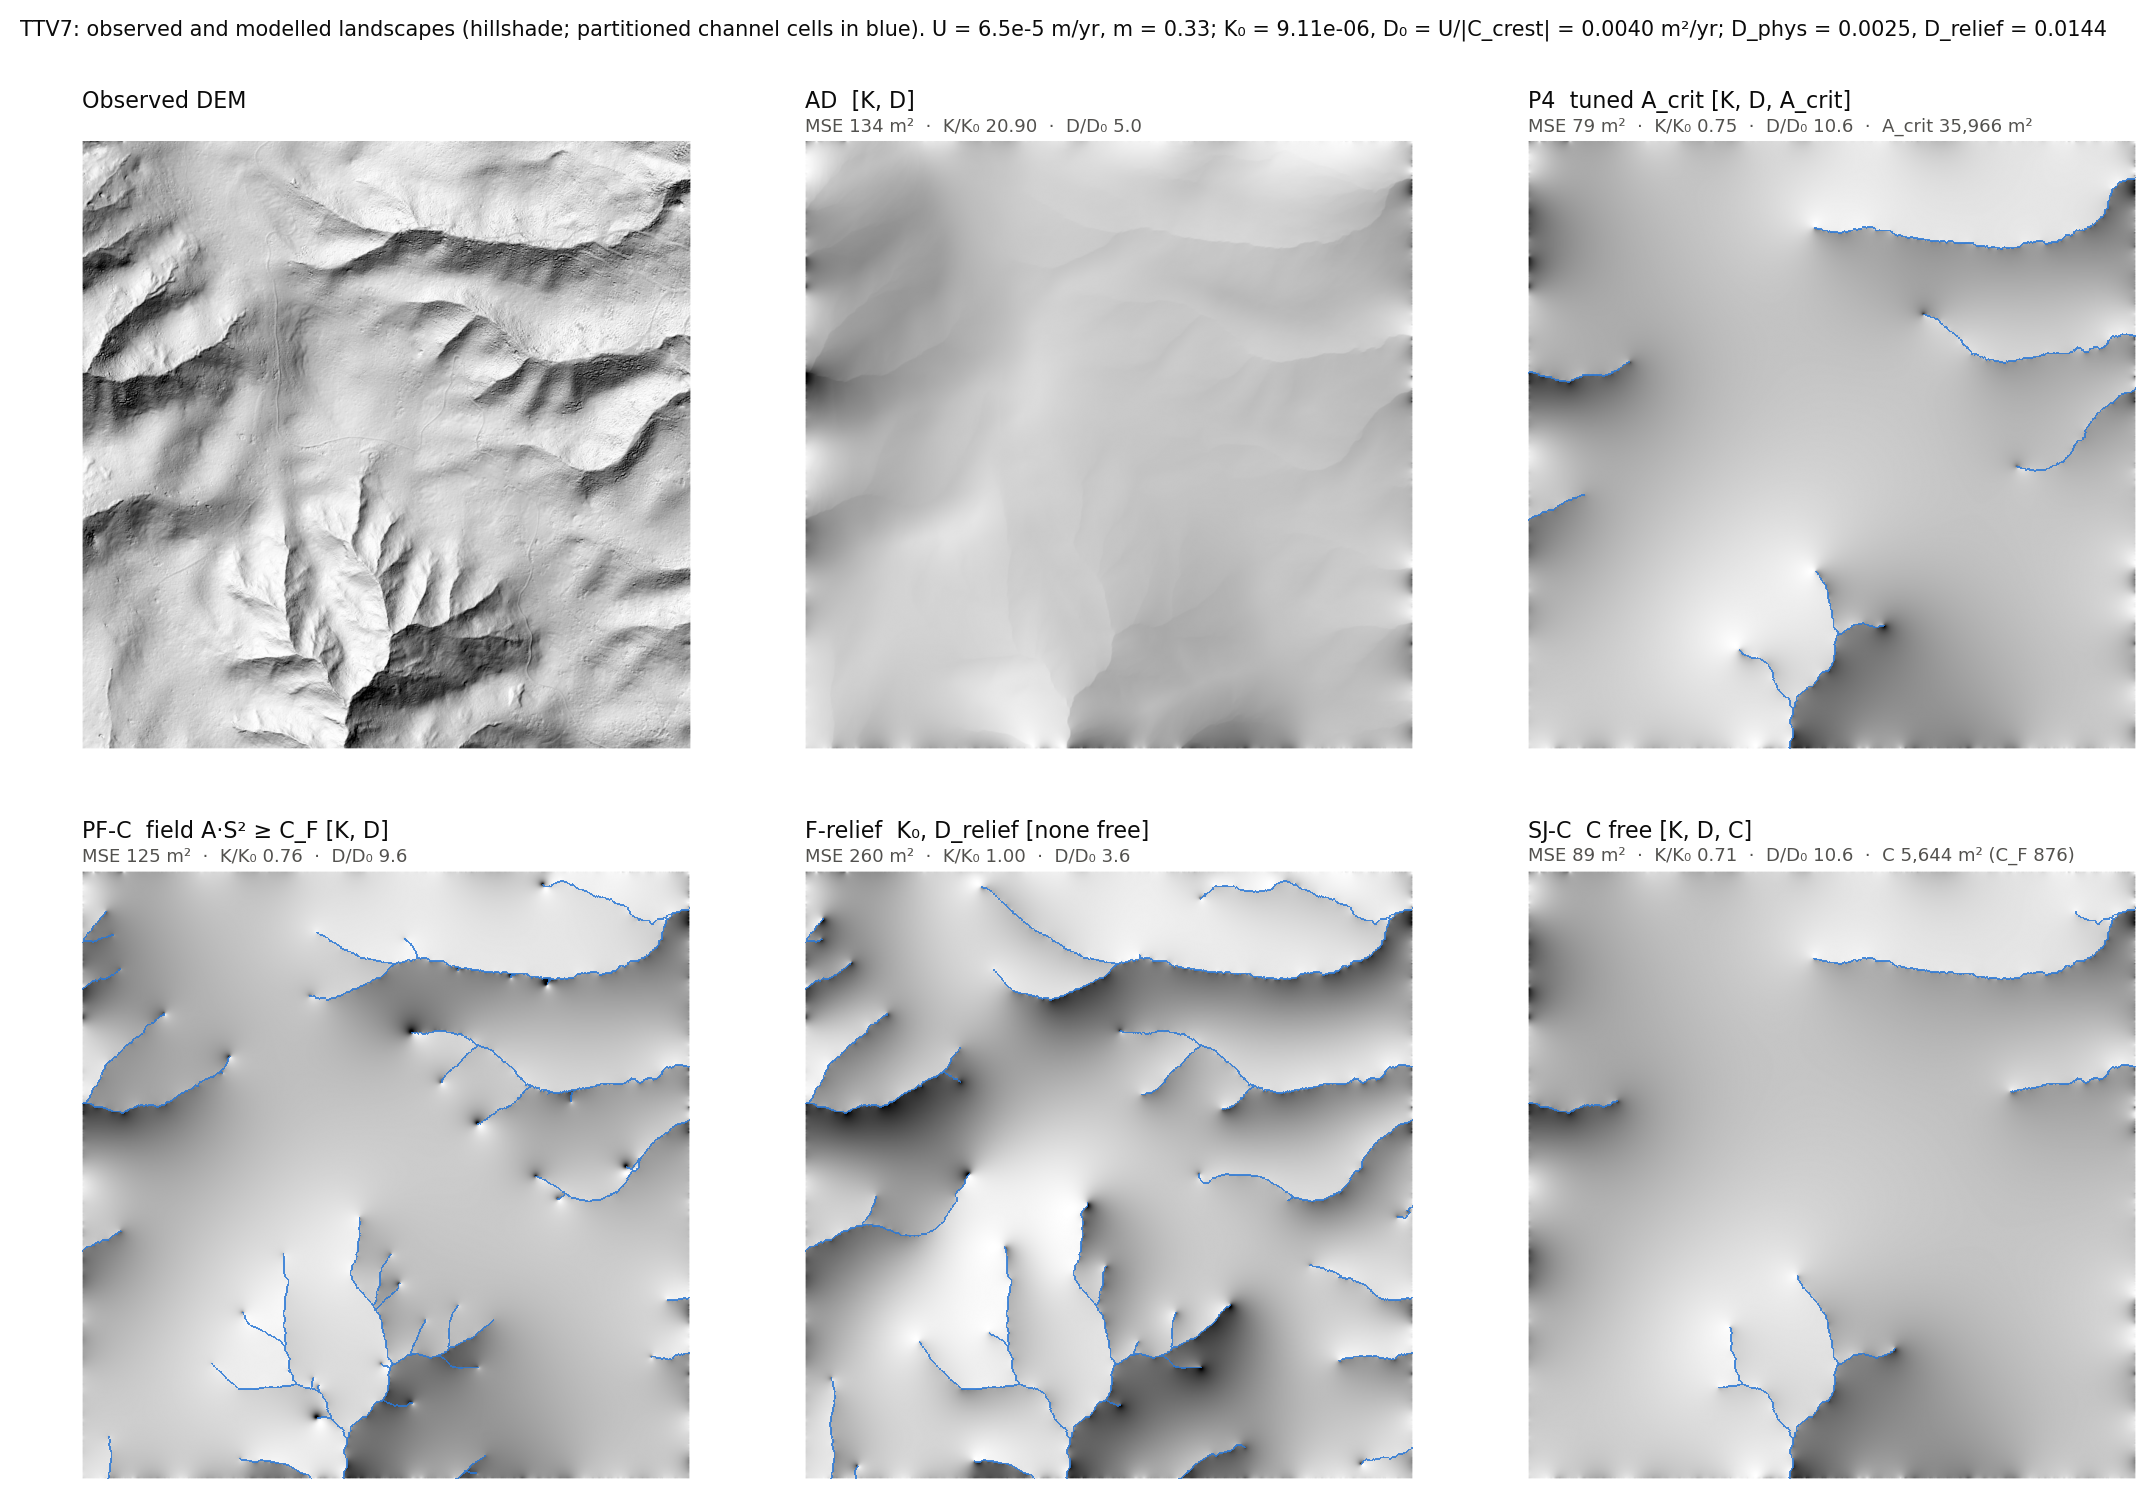 TTV7: observed and modelled landscapes (hillshade; partitioned channel cells in blue). U = 6.5e-5 m/yr, m = 0.33; K₀ = 9.11e-06, D₀ = U/|C_crest| = 0.0040 m²/yr; D_phys = 0.0025, D_relief = 0.0144
Observed DEM
AD [K, D]
MSE 134 m² · K/K₀ 20.90 · D/D₀ 5.0
P4 tuned A_crit [K, D, A_crit]
MSE 79 m² · K/K₀ 0.75 · D/D₀ 10.6 · A_crit 35,966 m²
PF-C field A·S² ≥ C_F [K, D]
MSE 125 m² · K/K₀ 0.76 · D/D₀ 9.6
F-relief K₀, D_relief [none free]
MSE 260 m² · K/K₀ 1.00 · D/D₀ 3.6
SJ-C C free [K, D, C]
MSE 89 m² · K/K₀ 0.71 · D/D₀ 10.6 · C 5,644 m² (C_F 876)